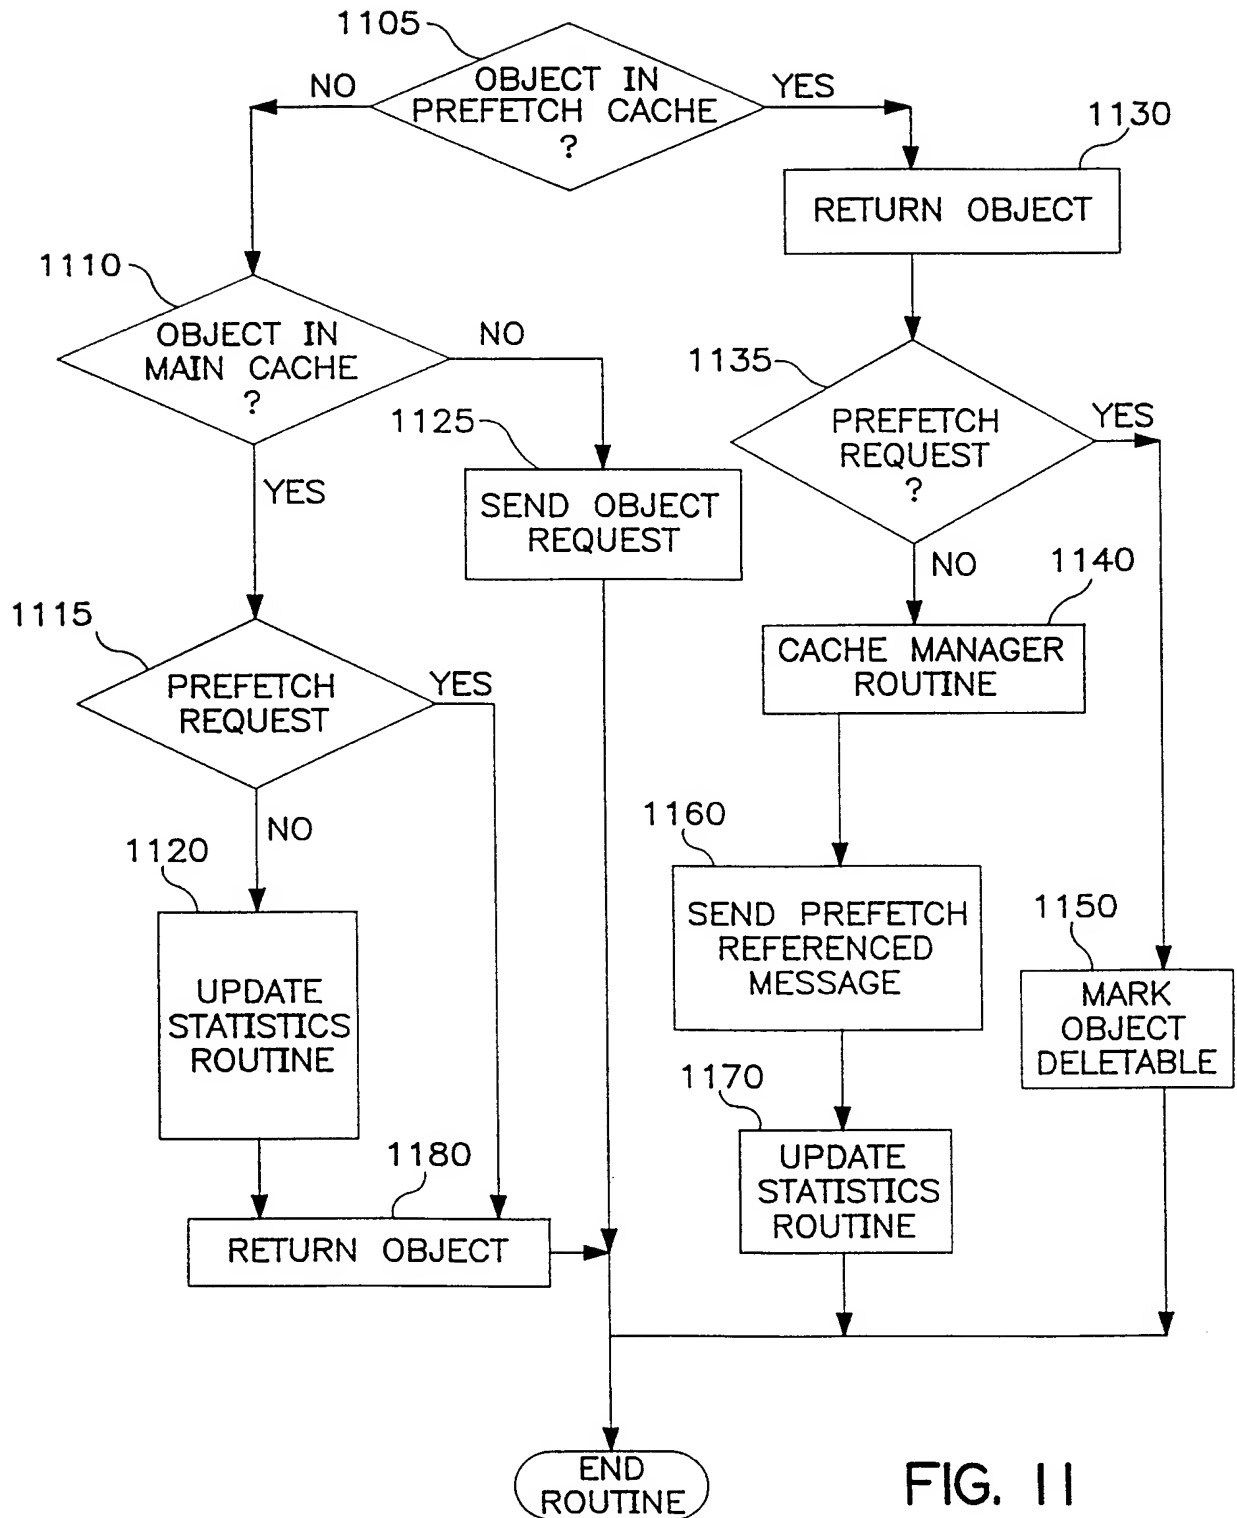 1105
OBJECT IN
PREFETCH CACHE
?
NO
YES
1130
RETURN OBJECT
1110
OBJECT IN
MAIN CACHE
?
NO
YES
1125
SEND OBJECT
REQUEST
1135
PREFETCH
REQUEST
?
YES
NO
1140
CACHE MANAGER
ROUTINE
1115
PREFETCH
REQUEST
YES
NO
1120
UPDATE
STATISTICS
ROUTINE
1160
SEND PREFETCH
REFERENCED
MESSAGE
1150
MARK
OBJECT
DELETABLE
1170
UPDATE
STATISTICS
ROUTINE
1180
RETURN OBJECT
END
ROUTINE
FIG. 11